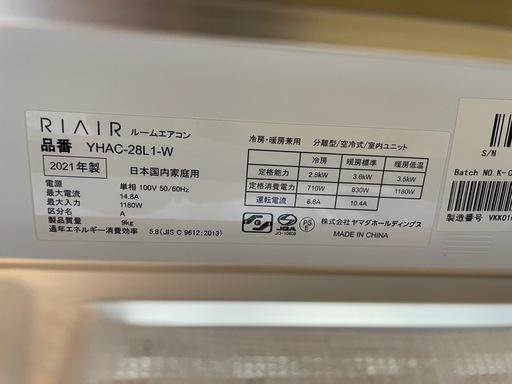 RIAIR ルームエアコン
品番 YHAC-28L1-W
2021年製 日本国内家庭用
電源 単相 100V 50/60Hz
最大電流 14.8A
最大入力 1180W
区分名 A
製品質量 9kg
通年エネルギー消費効率 5.8(JIS C 9612:2013)
冷房・暖房兼用 分離型/空冷式/室内ユニット
冷房 暖房標準 暖房低温
定格能力 2.8kW 3.6kW 3.5kW
定格消費電力 710W 830W 1180W
運転電流 8.8A 10.4A
JQA
JQ-10609
PS
E
株式会社ヤマダホールディングス
MADE IN CHINA
S/N
Batch NO.K-C
製造番号 VKK01